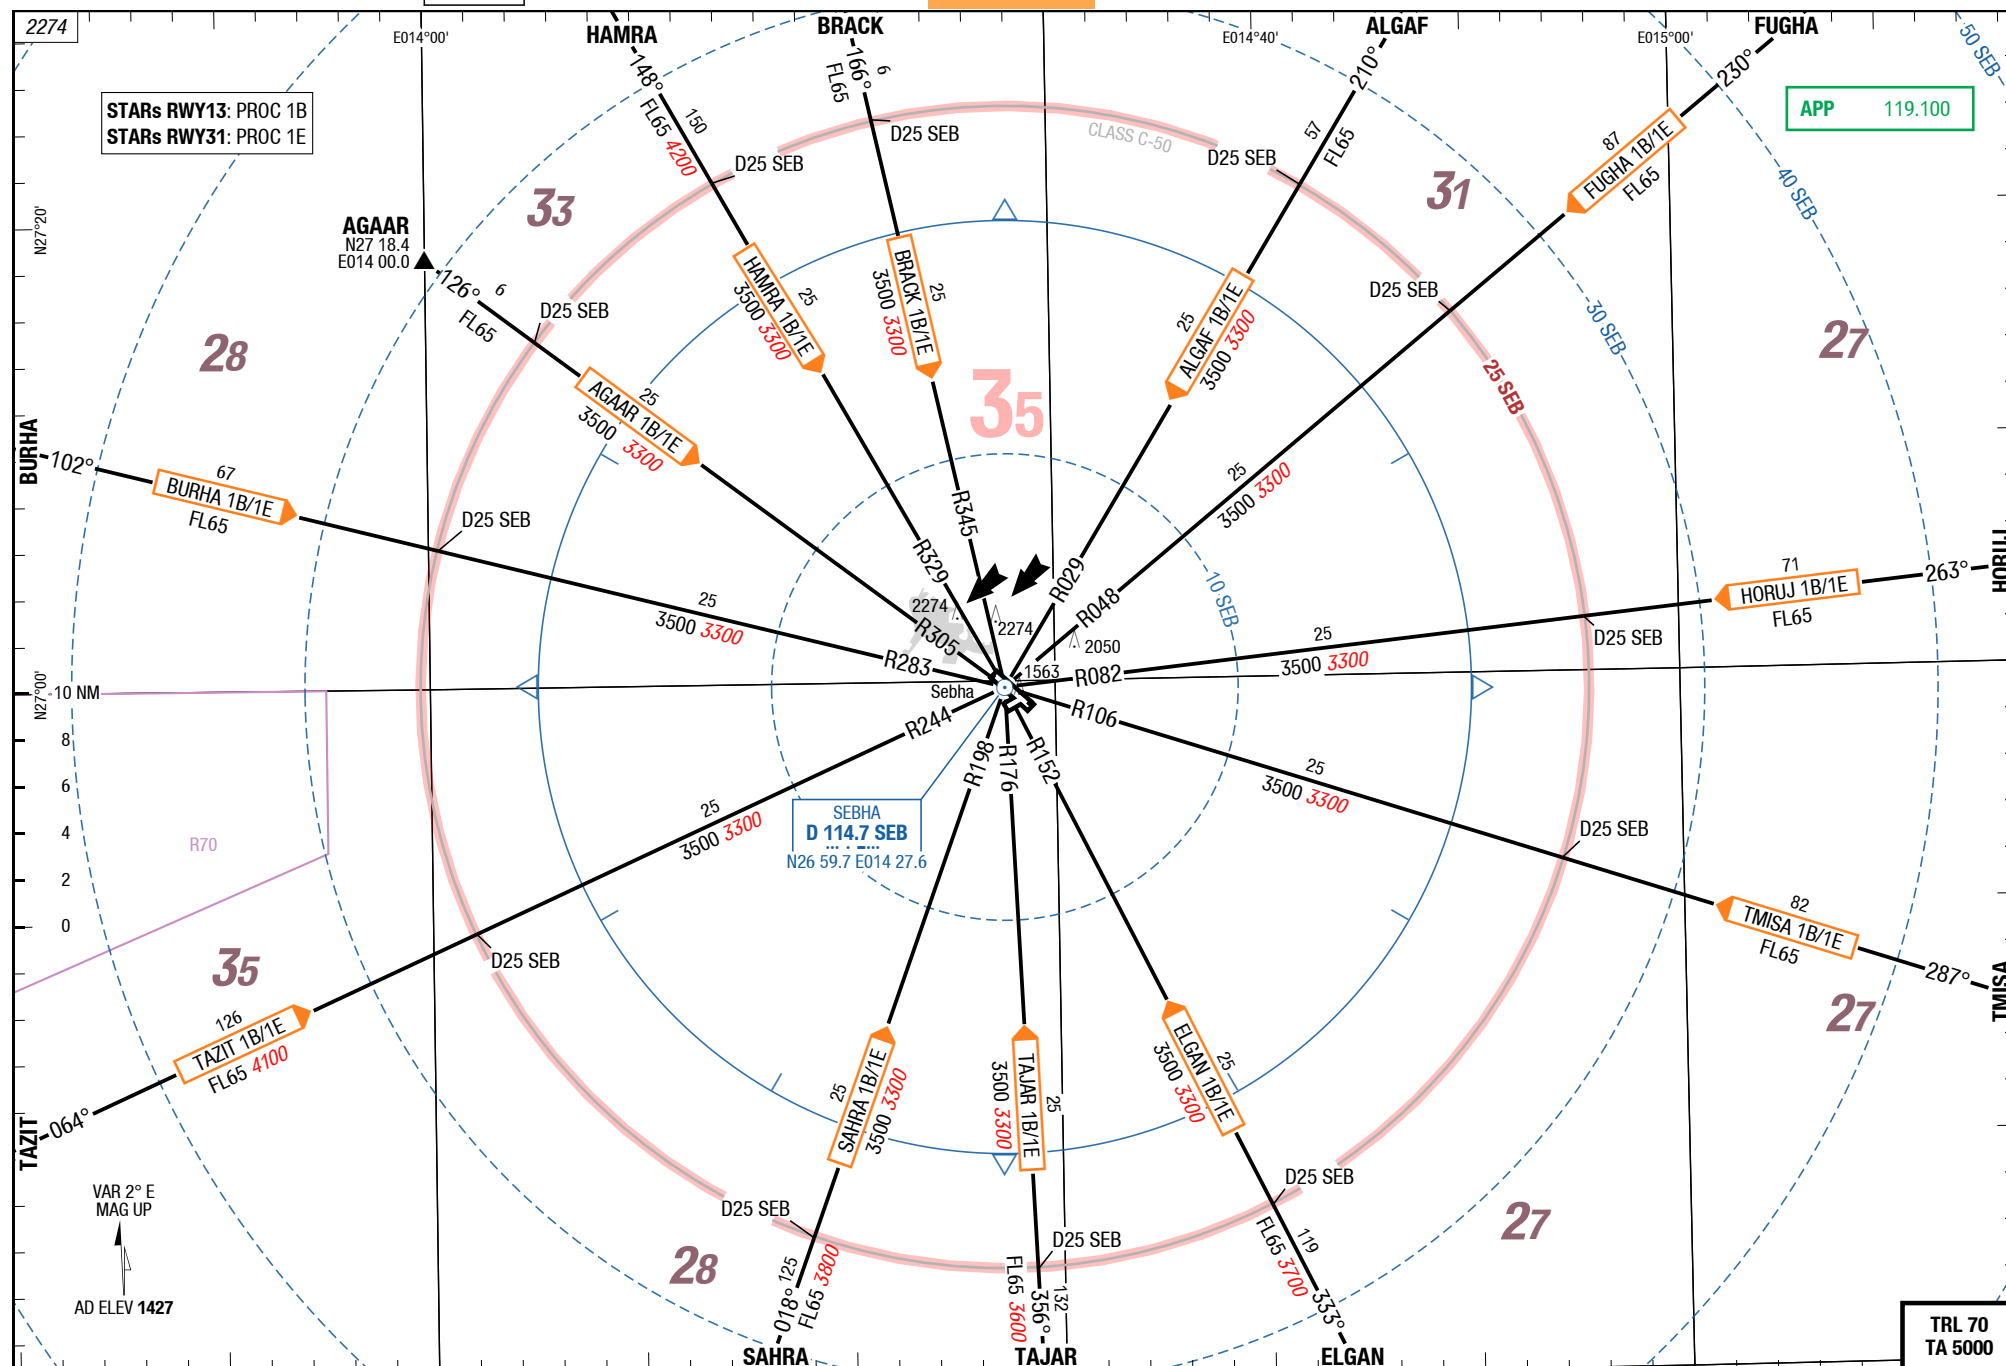 2274
HAMRA
BRACK
ALGAF
FUGHA
E014°00'
E014°40'
E015°00'
50 SEB
STARs RWY13: PROC 1B
STARs RWY31: PROC 1E
APP 119.100
148°
150
FL65 4200
166°
6
FL65
D25 SEB
D25 SEB
CLASS C-50
D25 SEB
210°
57
FL65
230°
87
FUGHA 1B/1E
FL65
33
31
40 SEB
N27°20'
AGAAR
N27 18.4
E014 00.0
126°
6
FL65
D25 SEB
HAMRA 1B/1E
25
3500 3300
BRACK 1B/1E
25
3500 3300
ALGAF 1B/1E
25
3500 3300
D25 SEB
30 SEB
28
27
35
25 SEB
AGAAR 1B/1E
25
3500 3300
BURHA
102°
67
BURHA 1B/1E
FL65
D25 SEB
25
3500 3300
R345
R329
R029
R048
10 SEB
25
3500 3300
HORUJ
263°
71
HORUJ 1B/1E
FL65
D25 SEB
2274
2274
R305
2050
R283
1563
R082
25
3500 3300
Sebha
N27°00'
10 NM
8
6
4
2
0
R244
R198
R176
R152
R106
25
3500 3300
25
3500 3300
R70
SEBHA
D 114.7 SEB
N26 59.7 E014 27.6
D25 SEB
D25 SEB
82
TMISA 1B/1E
FL65
287°
TMISA
35
27
126
TAZIT 1B/1E
FL65 4100
064°
TAZIT
SAHRA 1B/1E
25
3500 3300
TAJAR 1B/1E
25
3500 3300
ELGAN 1B/1E
25
3500 3300
VAR 2° E
MAG UP
AD ELEV 1427
D25 SEB
D25 SEB
D25 SEB
28
27
018°
125
FL65 3800
FL65 3600
356°
132
119
FL65 3700
333°
SAHRA
TAJAR
ELGAN
TRL 70
TA 5000